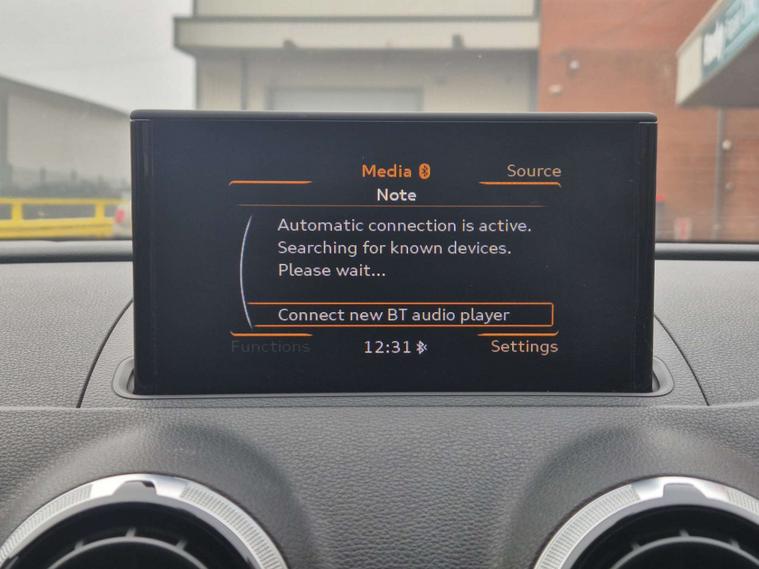 Media
Source
Note
Automatic connection is active.
Searching for known devices.
Please wait...
Connect new BT audio player
Functions
12:31
Settings